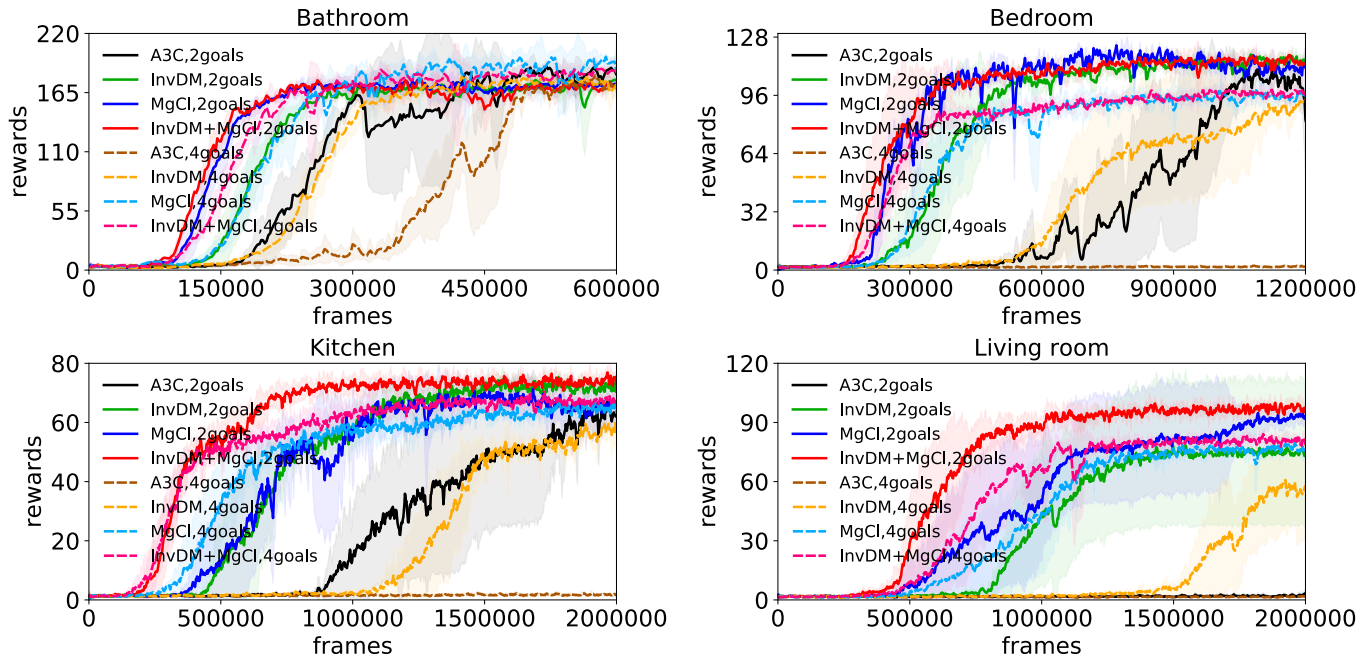 Bathroom
220
165
110
55
0
rewards
A3C,2goals
InvDM,2goals
MgCl,2goals
InvDM+MgCl,2goals
A3C,4goals
InvDM,4goals
MgCl,4goals
InvDM+MgCl,4goals
0 150000 300000 450000 600000
frames
Bedroom
128
96
64
32
0
rewards
A3C,2goals
InvDM,2goals
MgCl,2goals
InvDM+MgCl,2goals
A3C,4goals
InvDM,4goals
MgCl,4goals
InvDM+MgCl,4goals
0 300000 600000 900000 1200000
frames
Kitchen
80
60
40
20
0
rewards
A3C,2goals
InvDM,2goals
MgCl,2goals
InvDM+MgCl,2goals
A3C,4goals
InvDM,4goals
MgCl,4goals
InvDM+MgCl,4goals
0 500000 1000000 1500000 2000000
frames
Living room
120
90
60
30
0
rewards
A3C,2goals
InvDM,2goals
MgCl,2goals
InvDM+MgCl,2goals
A3C,4goals
InvDM,4goals
MgCl,4goals
InvDM+MgCl,4goals
0 500000 1000000 1500000 2000000
frames